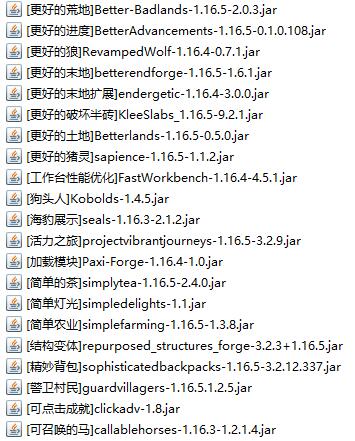 [更好的荒地]Better-Badlands-1.16.5-2.0.3.jar
[更好的进度]BetterAdvancements-1.16.5-0.1.0.108.jar
[更好的狼]RevampedWolf-1.16.4-0.7.1.jar
[更好的末地]betterendforge-1.16.5-1.6.1.jar
[更好的末地扩展]endergetic-1.16.4-3.0.0.jar
[更好的破坏半砖]KleeSlabs_1.16.5-9.2.1.jar
[更好的土地]Betterlands-1.16.5-0.5.0.jar
[更好的猪灵]sapience-1.16.5-1.1.2.jar
[工作台性能优化]FastWorkbench-1.16.4-4.5.1.jar
[狗头人]Kobolds-1.4.5.jar
[海豹展示]seals-1.16.3-2.1.2.jar
[活力之旅]projectvibrantjourneys-1.16.5-3.2.9.jar
[加载模块]Paxi-Forge-1.16.4-1.0.jar
[简单的茶]simplytea-1.16.5-2.4.0.jar
[简单灯光]simpledelights-1.1.jar
[简单农业]simplefarming-1.16.5-1.3.8.jar
[结构变体]repurposed_structures_forge-3.2.3+1.16.5.jar
[精妙背包]sophisticatedbackpacks-1.16.5-3.2.12.337.jar
[警卫村民]guardvillagers-1.16.5.1.2.5.jar
[可点击成就]clickadv-1.8.jar
[可召唤的马]callablehorses-1.16.3-1.2.1.4.jar